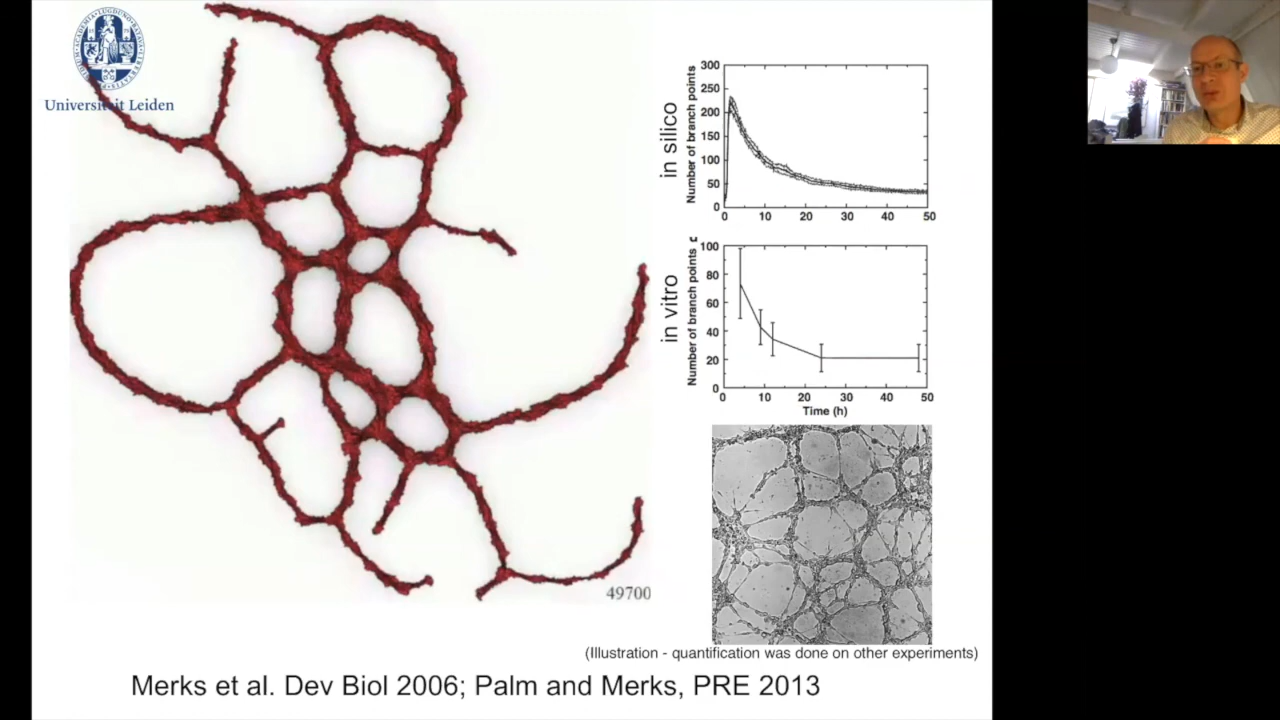 Universiteit Leiden
in silico
Number of branch points
300
250
200
150
100
50
0
0 10 20 30 40 50
in vitro
Number of branch points
c
100
80
60
40
20
0
0 10 20 30 40 50
Time (h)
49700
(Illustration - quantification was done on other experiments)
Merks et al. Dev Biol 2006; Palm and Merks, PRE 2013